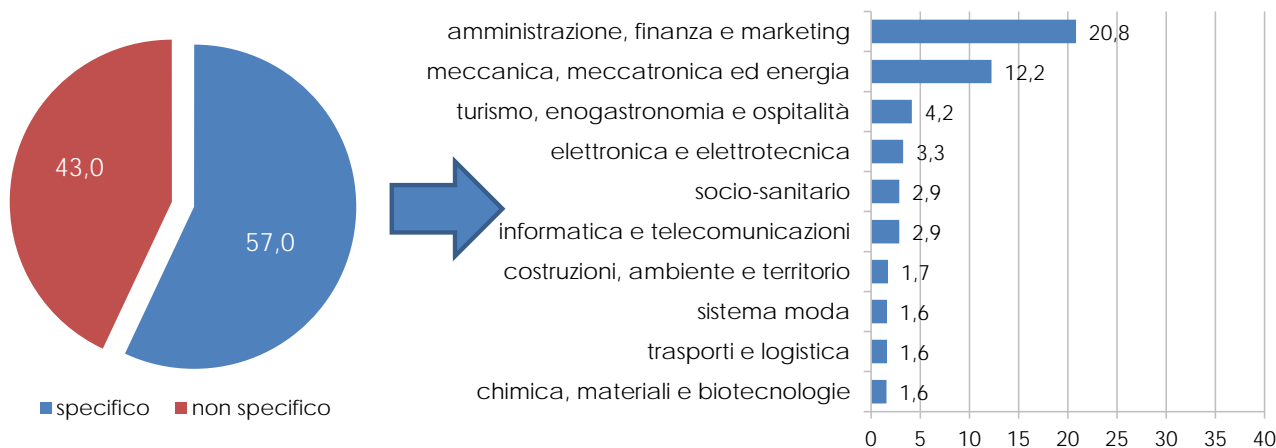 43,0
57,0
specifico
non specifico
amministrazione, finanza e marketing 20,8
meccanica, meccatronica ed energia 12,2
turismo, enogastronomia e ospitalità 4,2
elettronica e elettrotecnica 3,3
socio-sanitario 2,9
informatica e telecomunicazioni 2,9
costruzioni, ambiente e territorio 1,7
sistema moda 1,6
trasporti e logistica 1,6
chimica, materiali e biotecnologie 1,6
0 5 10 15 20 25 30 35 40